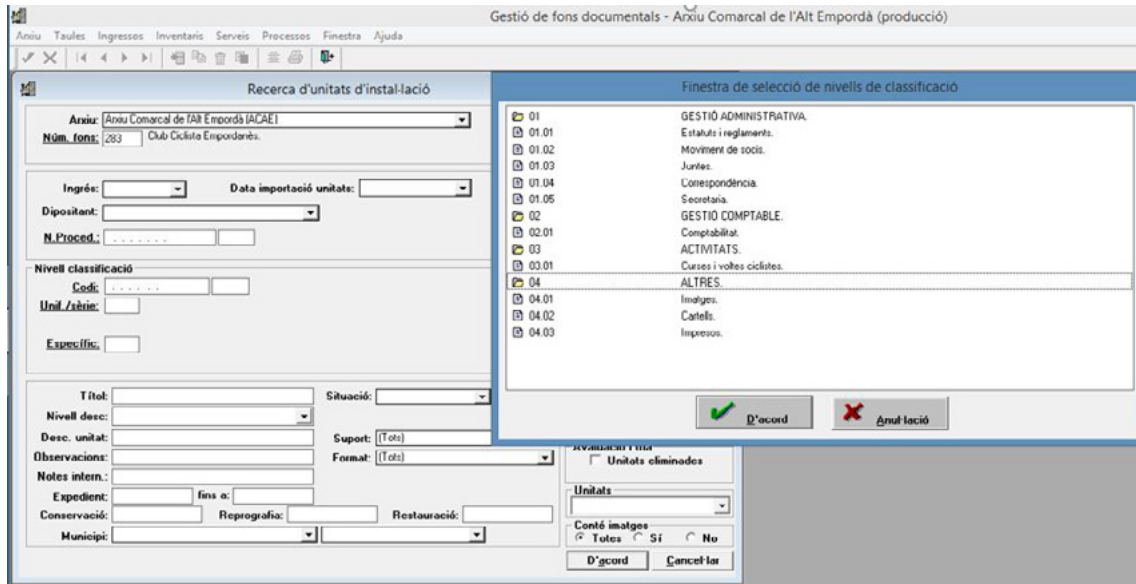 Gestió de fons documentals - Arxiu Comarcal de l'Alt Empordà (producció)
Arxiu Taules Ingressos Inventaris Serveis Processos Finestra Ajuda
Recerca d'unitats d'instal·lació
Arxiu: Arxiu Comarcal de l'Alt Empordà (ACAE)
Núm. fons: 283 Club Ciclista Empordanès.
Ingrés: Data importació unitats:
Dipositant:
N.Proced.:
Nivell classificació
Codi:
Unif./sèrie:
Específic:
Títol: Situació:
Nivell desc:
Desc. unitat: Suport: (Tots)
Observacions: Format: (Tots)
Notes intern.:
Expedient: fins a:
Conservació: Reprografia: Restauració:
Municipi:
Unitats eliminades
Unitats
Conté imatges
Totes Sí No
D'acord Cancel·lar
Finestra de selecció de nivells de classificació
01 GESTIÓ ADMINISTRATIVA.
01.01 Estatuts i reglaments.
01.02 Moviment de socis.
01.03 Juntes.
01.04 Correspondència.
01.05 Secretaria.
02 GESTIÓ COMPTABLE.
02.01 Comptabilitat.
03 ACTIVITATS.
03.01 Curses i voltes ciclistes.
04 ALTRES.
04.01 Imatges.
04.02 Cartells.
04.03 Impresos.
D'acord Anul·lació